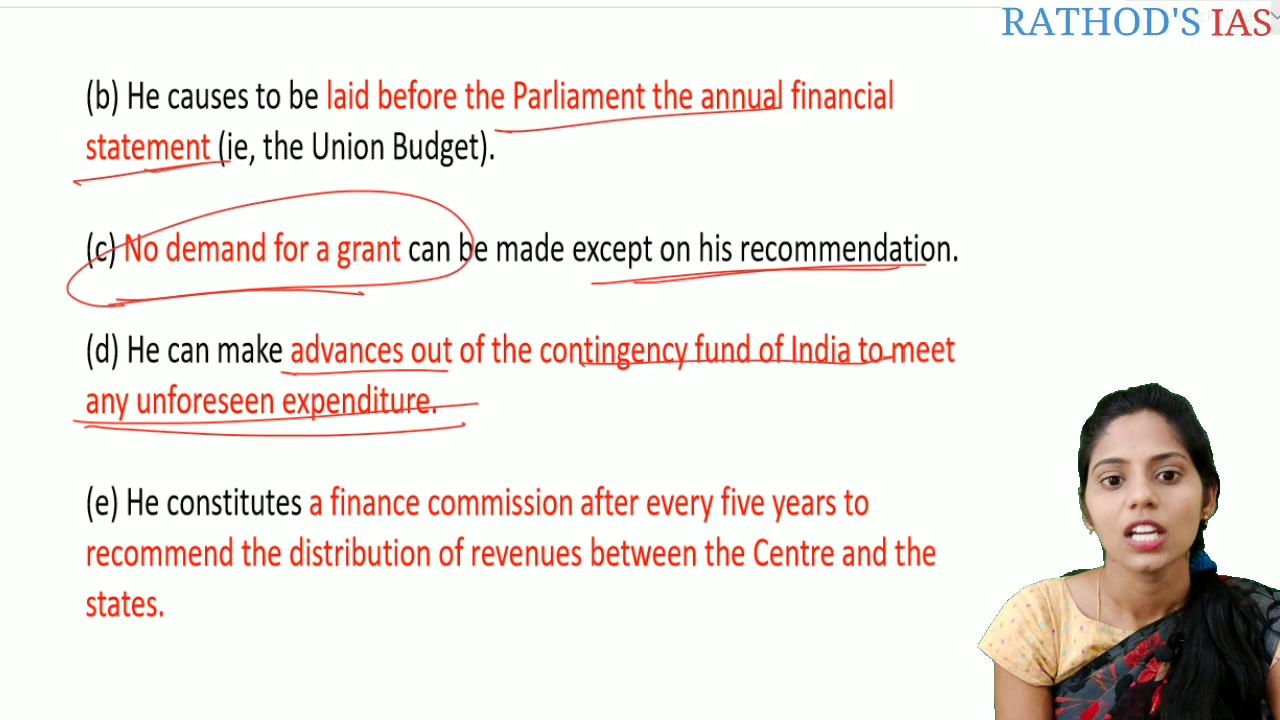 RATHOD'S IAS
(b) He causes to be laid before the Parliament the annual financial
statement (ie, the Union Budget).
(c) No demand for a grant can be made except on his recommendation.
(d) He can make advances out of the contingency fund of India to meet
any unforeseen expenditure.
(e) He constitutes a finance commission after every five years to
recommend the distribution of revenues between the Centre and the
states.